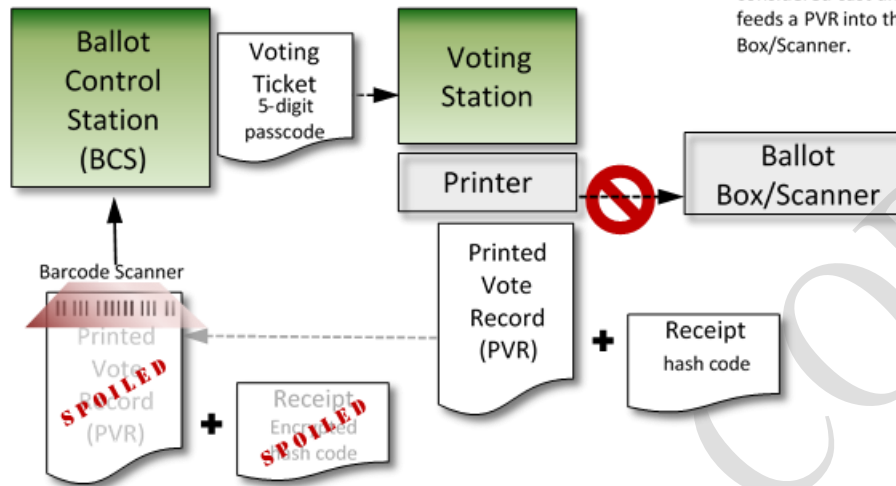 feeds a PVR into th
Box/Scanner.
Ballot
Control
Station
(BCS)
Voting
Ticket
5-digit
passcode
Voting
Station
Printer
Ballot
Box/Scanner
Barcode Scanner
Printed
Vote
Record
(PVR)
SPOILED
Receipt
Encrypted
hash code
SPOILED
Printed
Vote
Record
(PVR)
Receipt
hash code